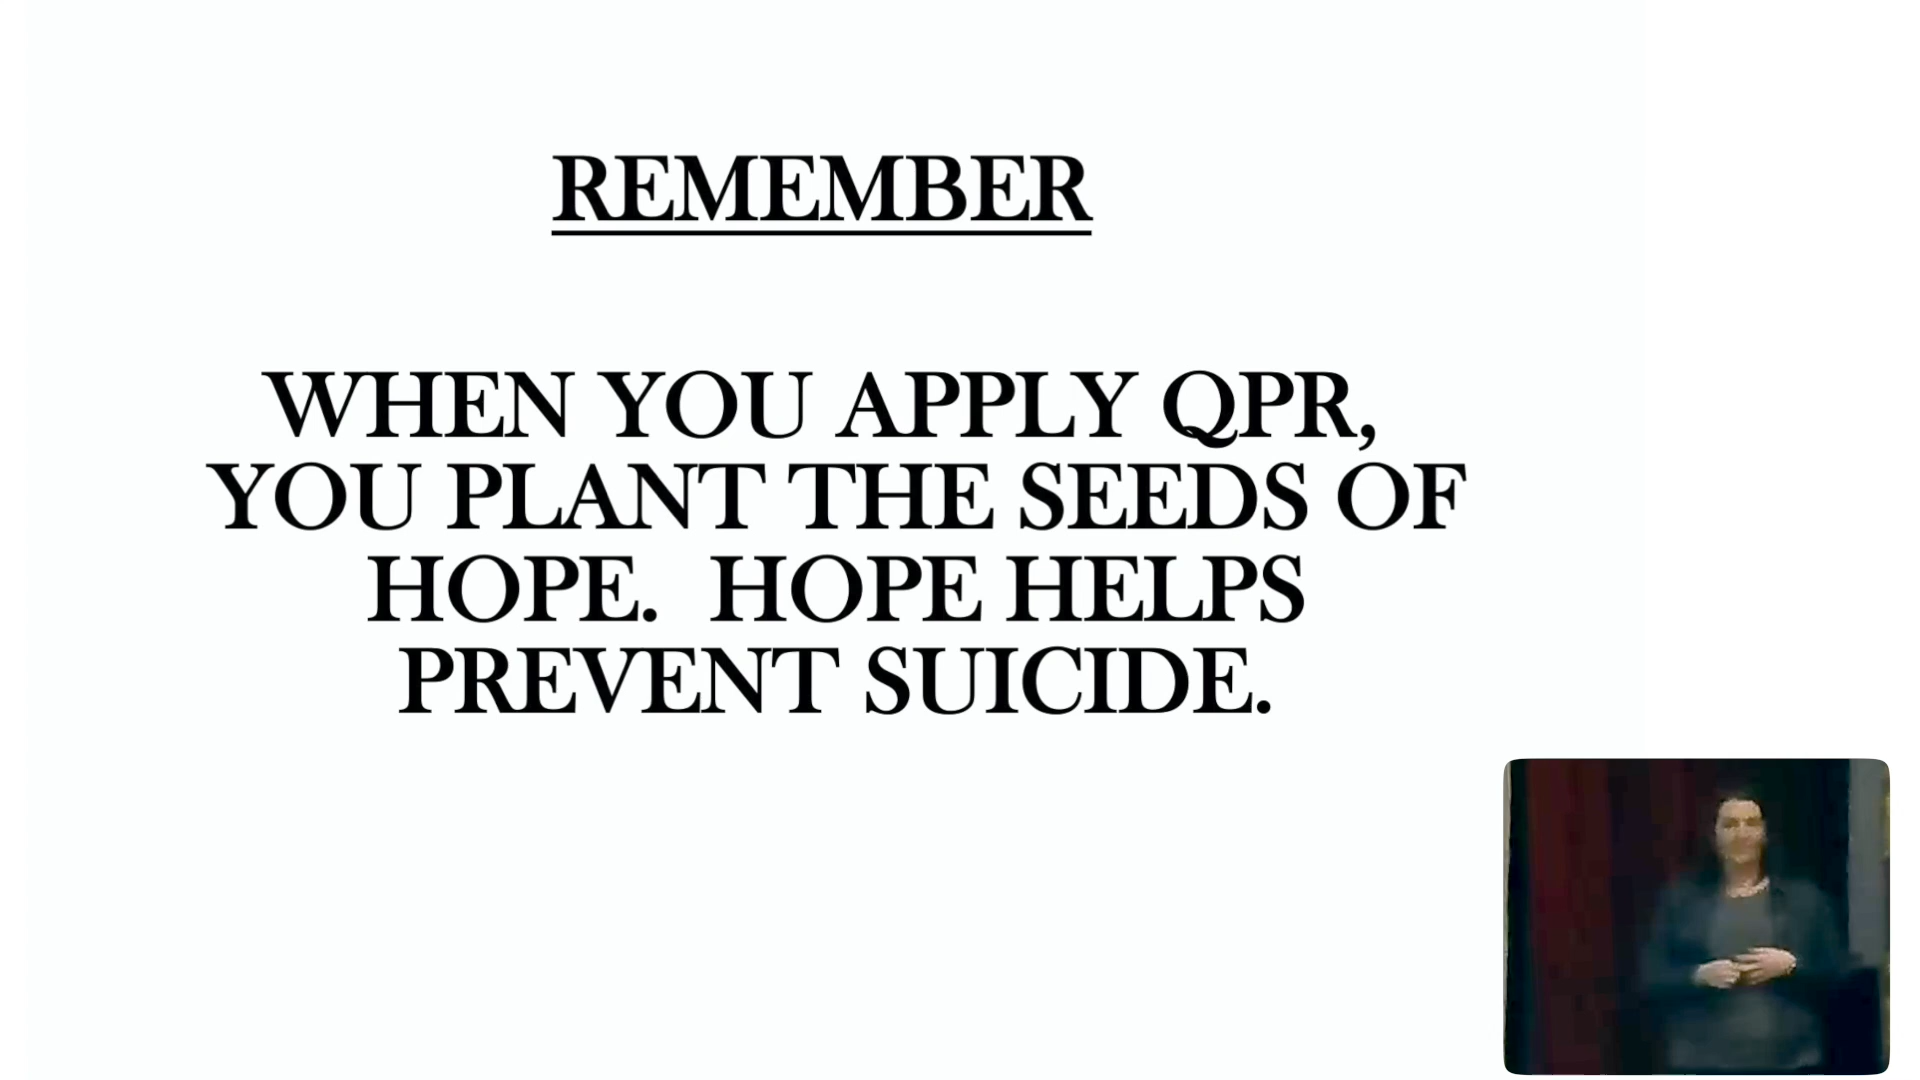 REMEMBER
WHEN YOU APPLY QPR,
YOU PLANT THE SEEDS OF
HOPE.  HOPE HELPS
PREVENT SUICIDE.